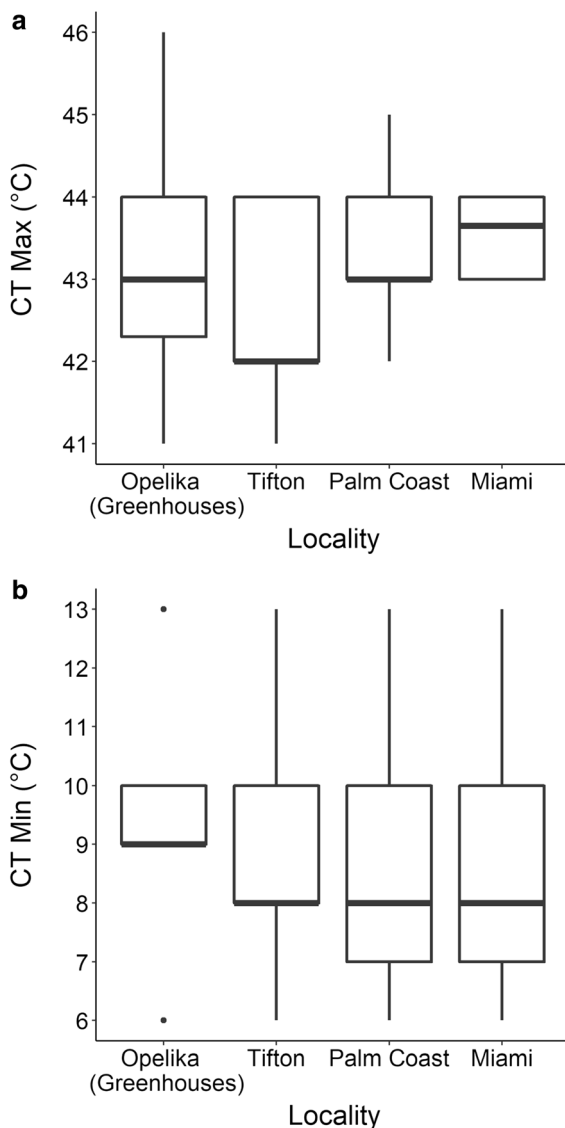 a
CT Max (°C)
46
45
44
43
42
41
Opelika
(Greenhouses)
Tifton
Palm Coast
Miami
Locality
b
CT Min (°C)
13
12
11
10
9
8
7
6
Opelika
(Greenhouses)
Tifton
Palm Coast
Miami
Locality